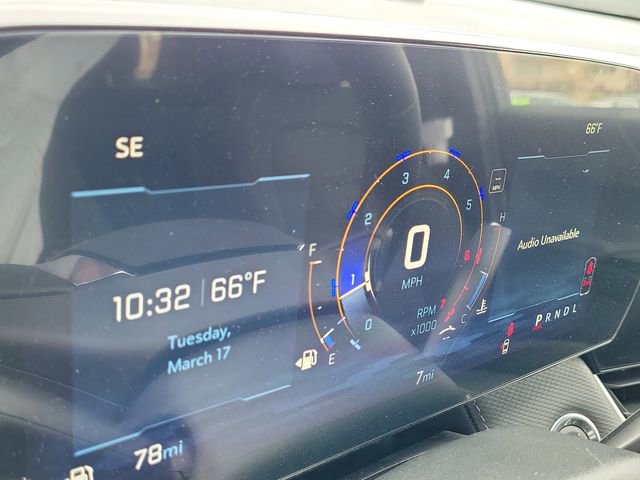 SE
10:32 | 66°F
Tuesday,
March 17
78mi
F
E
0
1
2
3
4
5
6
7
0
MPH
RPM
x1000
7mi
-- MPH
H
C
66°F
Audio Unavailable
PRNDL